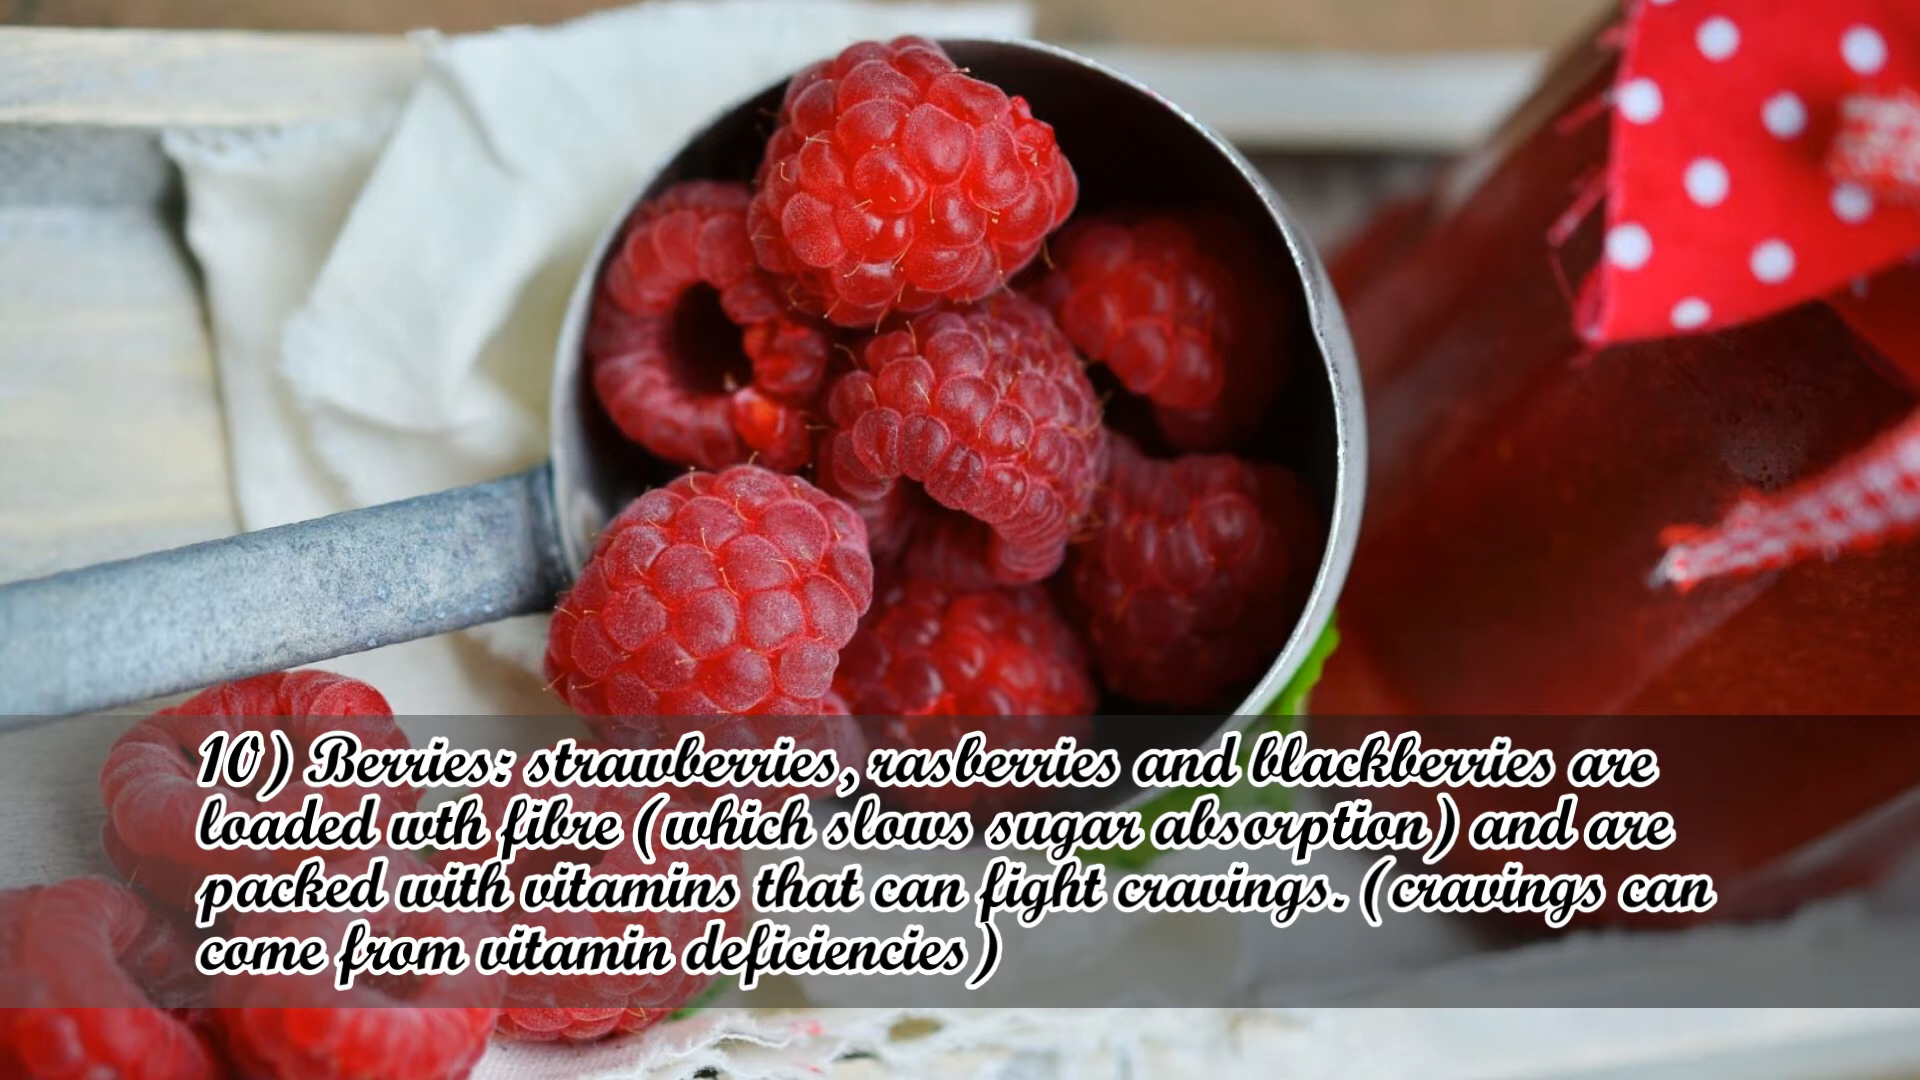 10) Berries: strawberries, rasberries and blackberries are
loaded wth fibre (which slows sugar absorption) and are
packed with vitamins that can fight cravings. (cravings can
come from vitamin deficiencies)